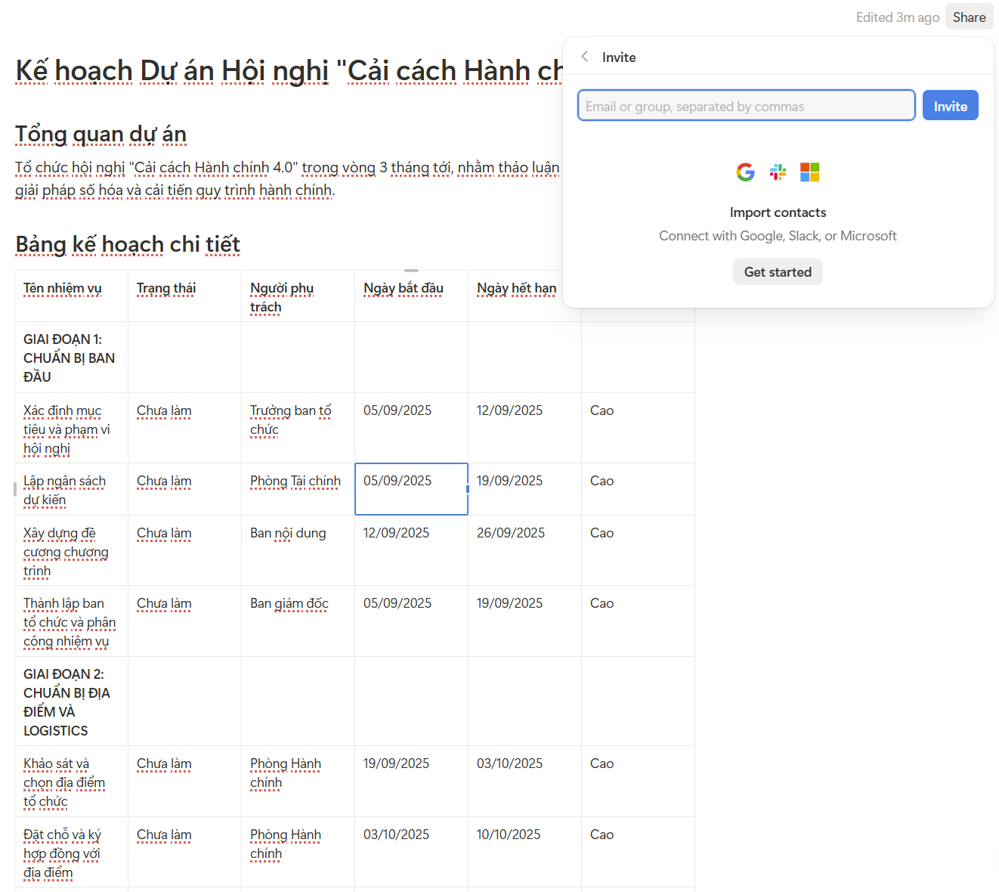 Edited 3m ago Share
Invite
Email or group, separated by commas Invite
Import contacts
Connect with Google, Slack, or Microsoft
Get started
Kế hoạch Dự án Hội nghị "Cải cách Hành ch
Tổng quan dự án
Tổ chức hội nghị "Cải cách Hành chính 4.0" trong vòng 3 tháng tới, nhằm thảo luận
giải pháp số hóa và cải tiến quy trình hành chính.
Bảng kế hoạch chi tiết
Tên nhiệm vụ
Trạng thái
Người phụ
trách
Ngày bắt đầu
Ngày hết hạn
GIAI ĐOẠN 1:
CHUẨN BỊ BAN
ĐẦU
Xác định mục
tiêu và phạm vi
hội nghị
Chưa làm
Trưởng ban tổ
chức
05/09/2025
12/09/2025
Cao
Lập ngân sách
dự kiến
Chưa làm
Phòng Tài chính
05/09/2025
19/09/2025
Cao
Xây dựng đề
cương chương
trình
Chưa làm
Ban nội dung
12/09/2025
26/09/2025
Cao
Thành lập ban
tổ chức và phân
công nhiệm vụ
Chưa làm
Ban giám đốc
05/09/2025
19/09/2025
Cao
GIAI ĐOẠN 2:
CHUẨN BỊ ĐỊA
ĐIỂM VÀ
LOGISTICS
Khảo sát và
chọn địa điểm
tổ chức
Chưa làm
Phòng Hành
chính
19/09/2025
03/10/2025
Cao
Đặt chỗ và ký
hợp đồng với
địa điểm
Chưa làm
Phòng Hành
chính
03/10/2025
10/10/2025
Cao